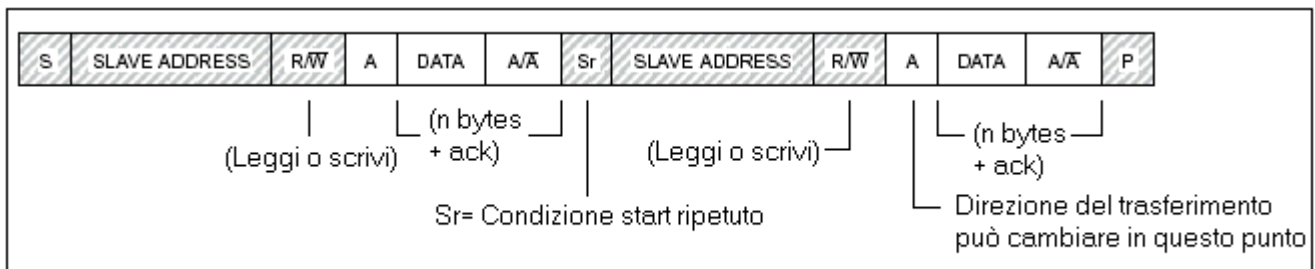 S SLAVE ADDRESS R/W̅ A DATA A/A̅ Sr SLAVE ADDRESS R/W̅ A DATA A/A̅ P
(Leggi o scrivi)
(n bytes
+ ack)
Sr= Condizione start ripetuto
(Leggi o scrivi)
(n bytes
+ ack)
Direzione del trasferimento
può cambiare in questo punto